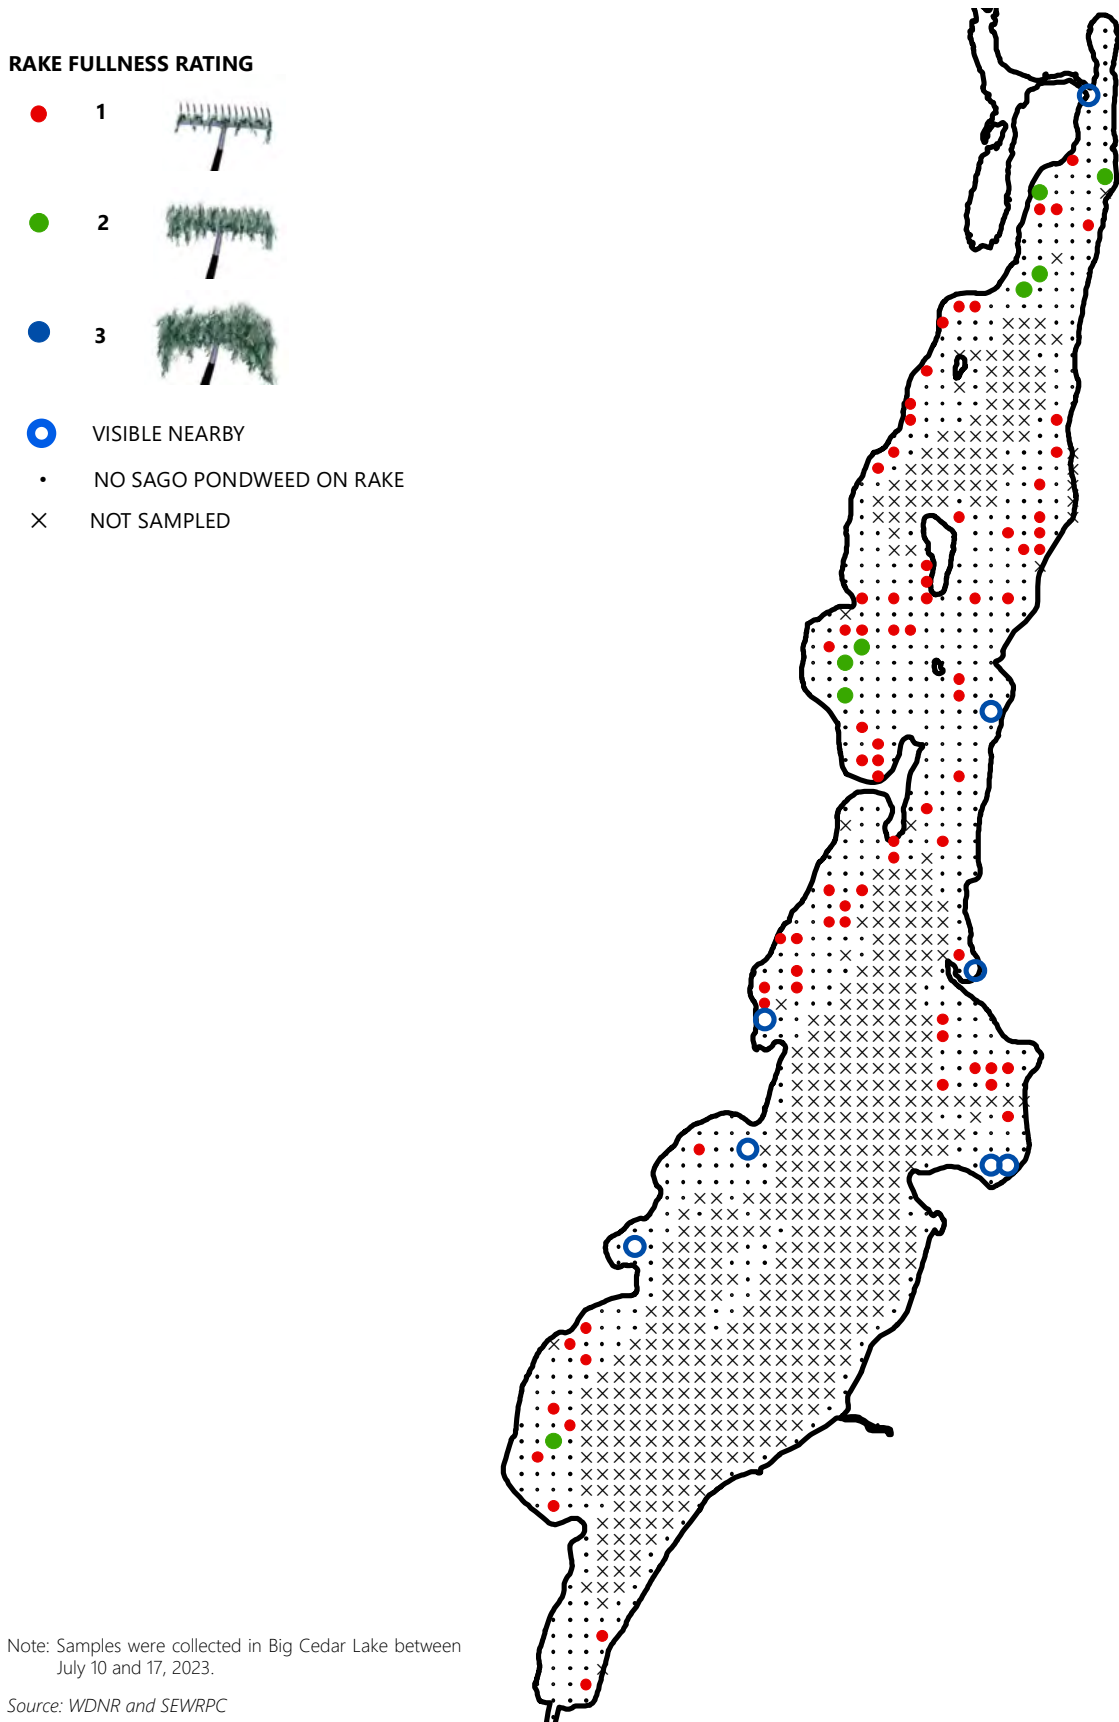 RAKE FULLNESS RATING
1
2
3
VISIBLE NEARBY
NO SAGO PONDWEED ON RAKE
NOT SAMPLED
Note: Samples were collected in Big Cedar Lake between
July 10 and 17, 2023.
Source: WDNR and SEWRPC